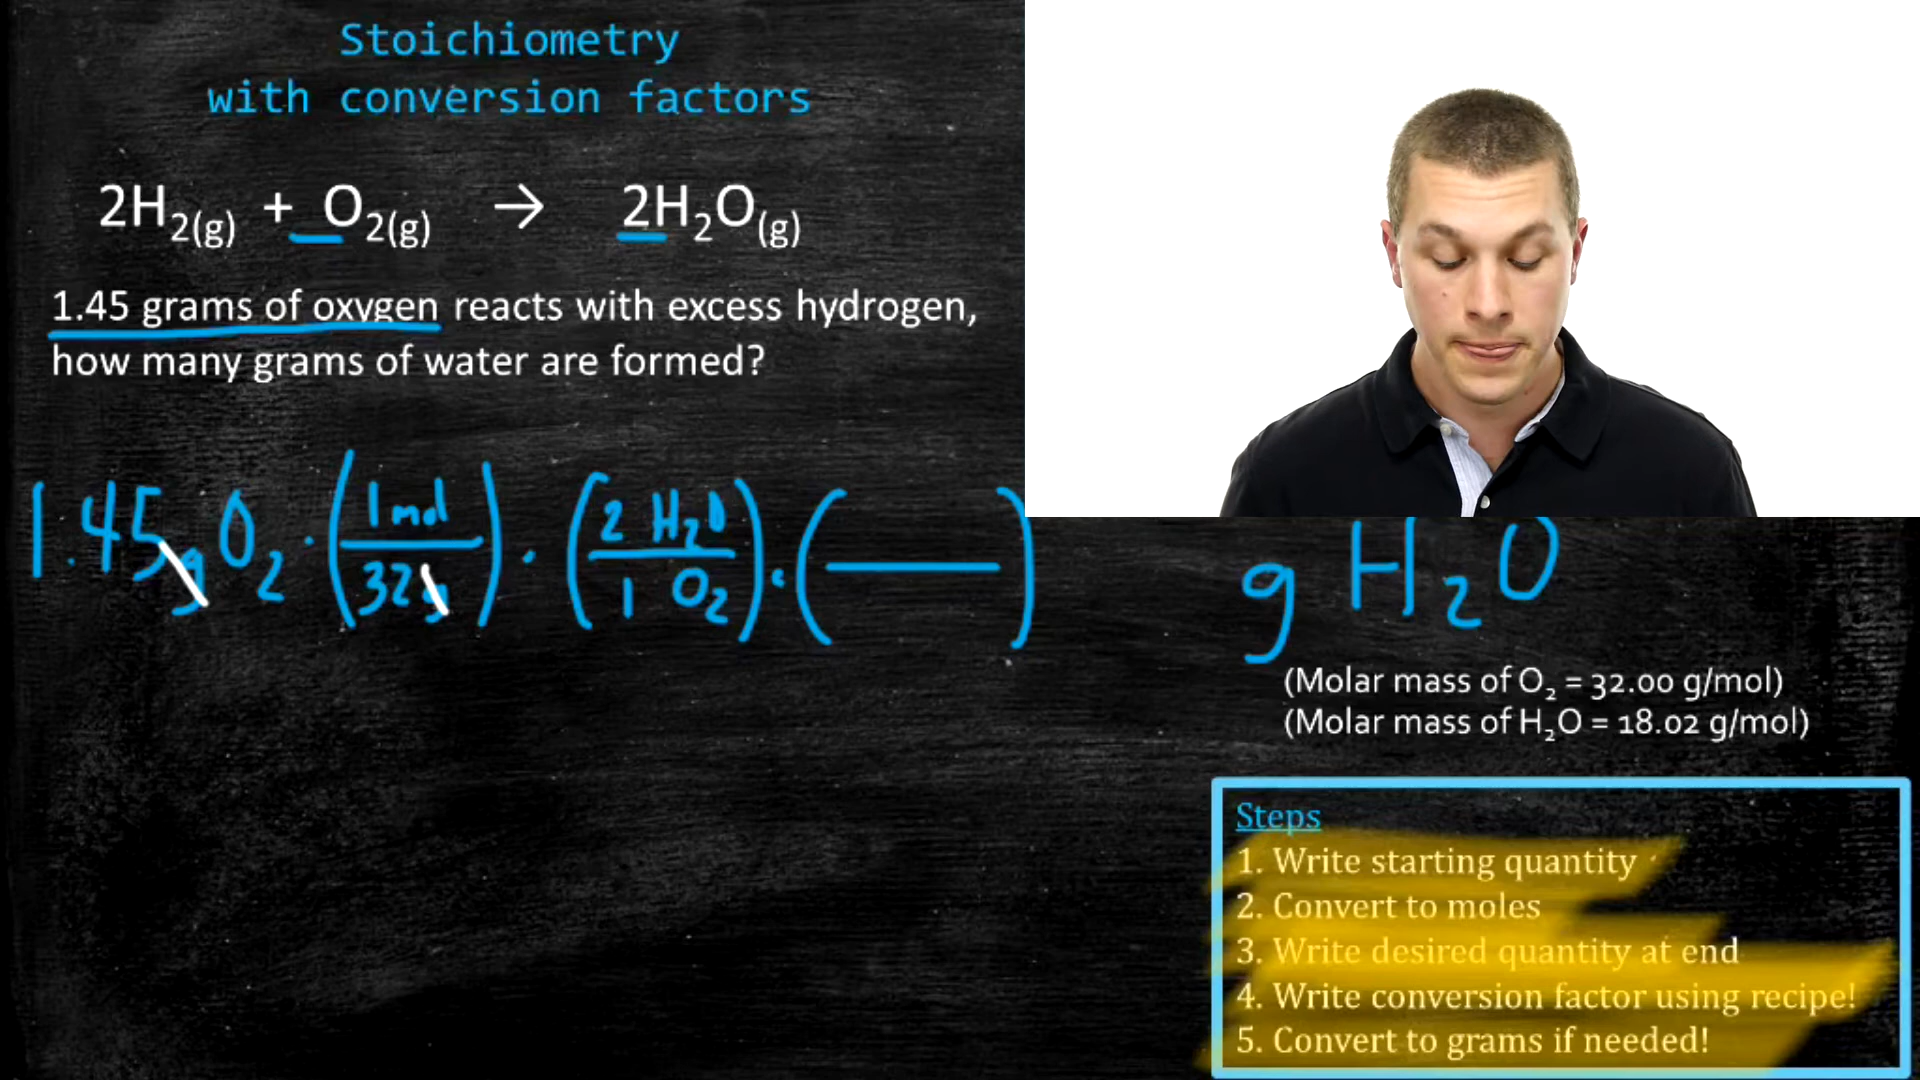 Stoichiometry
with conversion factors
2H₂(g) + _O₂(g) → 2H₂O(g)
1.45 grams of oxygen reacts with excess hydrogen,
how many grams of water are formed?
1.45 g O₂ · (1 mol / 32 g) · (2 H₂O / 1 O₂) · ( — ) g H₂O
(Molar mass of O₂ = 32.00 g/mol)
(Molar mass of H₂O = 18.02 g/mol)
Steps
1. Write starting quantity
2. Convert to moles
3. Write desired quantity at end
4. Write conversion factor using recipe!
5. Convert to grams if needed!